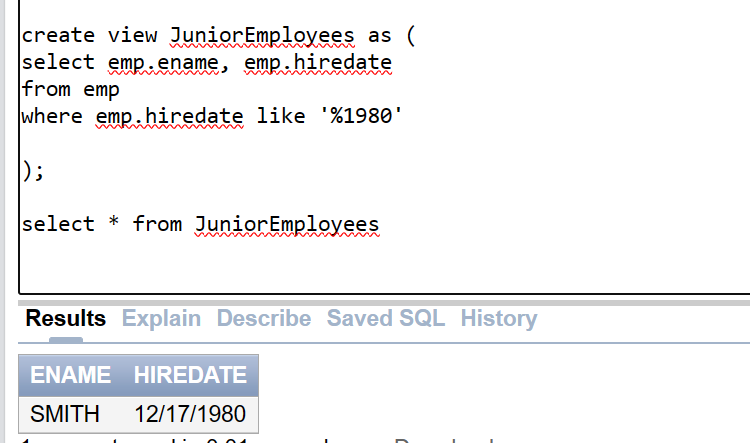 create view JuniorEmployees as (
select emp.ename, emp.hiredate
from emp
where emp.hiredate like '%1980'
);
select * from JuniorEmployees
Results Explain Describe Saved SQL History
ENAME HIREDATE
SMITH 12/17/1980